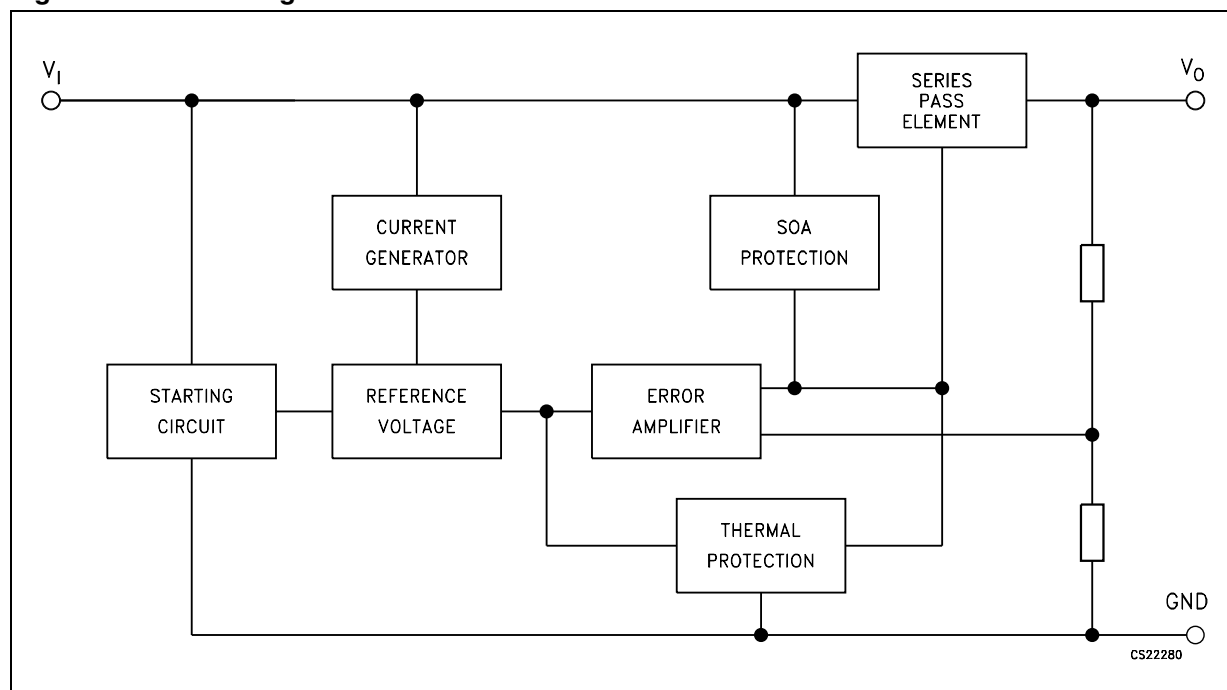 V_I
V_O
SERIES
PASS
ELEMENT
CURRENT
GENERATOR
SOA
PROTECTION
STARTING
CIRCUIT
REFERENCE
VOLTAGE
ERROR
AMPLIFIER
THERMAL
PROTECTION
GND
CS22280